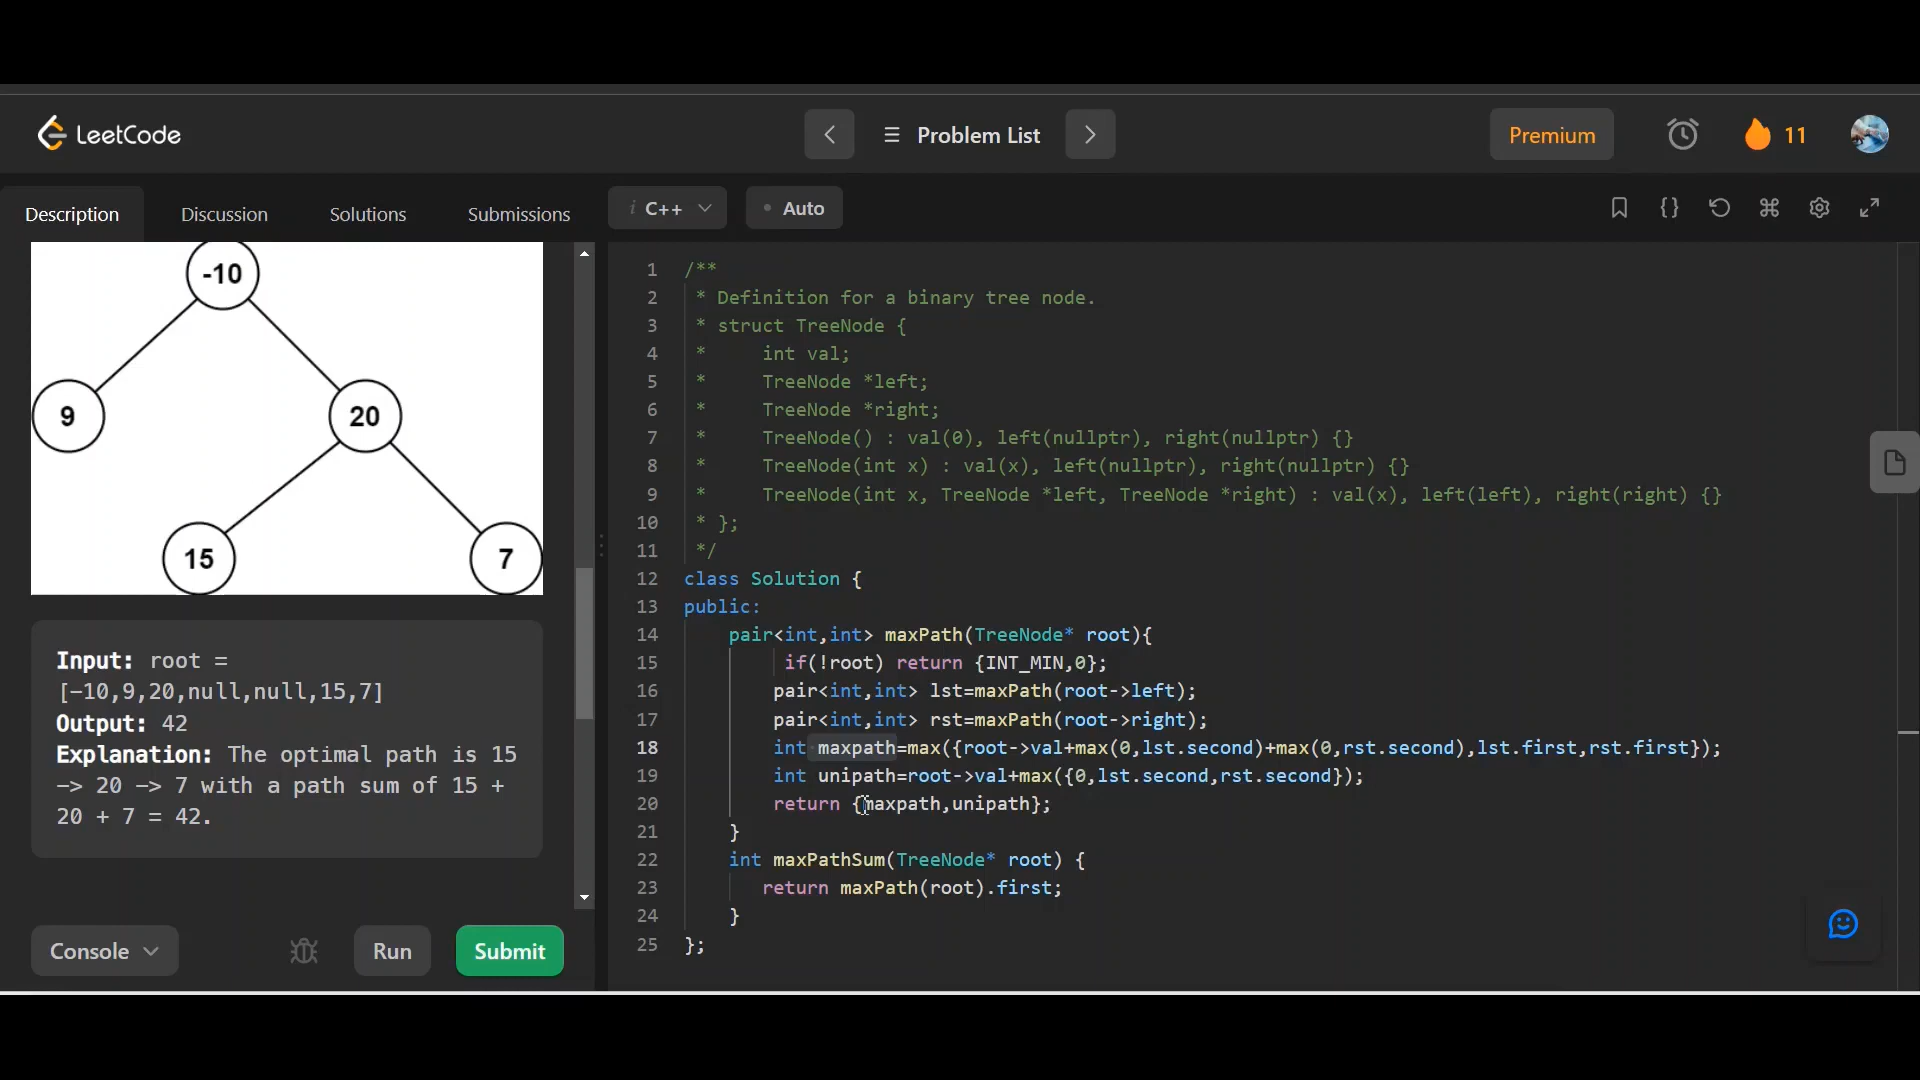 LeetCode
Problem List
Premium
11
Description
Discussion
Solutions
Submissions
i C++
Auto
-10
9
20
15
7
Input: root =
[-10,9,20,null,null,15,7]
Output: 42
Explanation: The optimal path is 15
-> 20 -> 7 with a path sum of 15 +
20 + 7 = 42.
Console
Run
Submit
1 /**
2 * Definition for a binary tree node.
3 * struct TreeNode {
4 *     int val;
5 *     TreeNode *left;
6 *     TreeNode *right;
7 *     TreeNode() : val(0), left(nullptr), right(nullptr) {}
8 *     TreeNode(int x) : val(x), left(nullptr), right(nullptr) {}
9 *     TreeNode(int x, TreeNode *left, TreeNode *right) : val(x), left(left), right(right) {}
10 * };
11 */
12 class Solution {
13 public:
14     pair<int,int> maxPath(TreeNode* root){
15          if(!root) return {INT_MIN,0};
16         pair<int,int> lst=maxPath(root->left);
17         pair<int,int> rst=maxPath(root->right);
18         int maxpath=max({root->val+max(0,lst.second)+max(0,rst.second),lst.first,rst.first});
19         int unipath=root->val+max({0,lst.second,rst.second});
20         return {maxpath,unipath};
21     }
22     int maxPathSum(TreeNode* root) {
23        return maxPath(root).first;
24     }
25 };